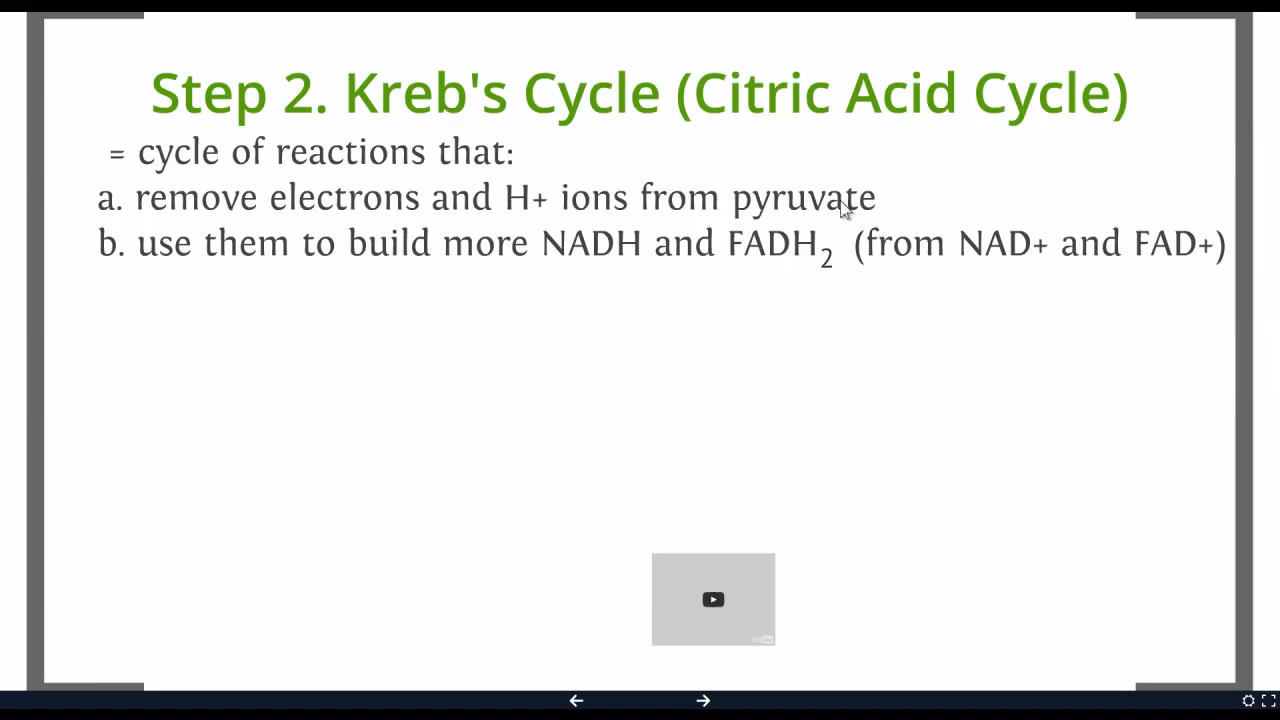 Step 2. Kreb's Cycle (Citric Acid Cycle)
= cycle of reactions that:
a. remove electrons and H+ ions from pyruvate
b. use them to build more NADH and FADH₂ (from NAD+ and FAD+)